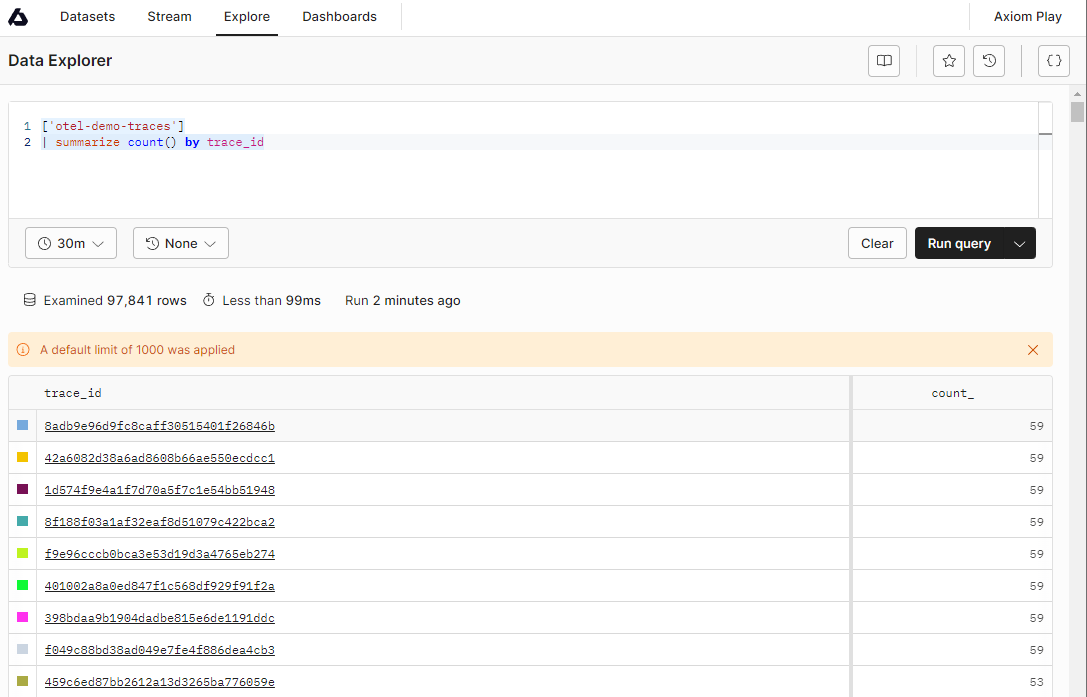 Datasets Stream Explore Dashboards Axiom Play
Data Explorer
1 ['otel-demo-traces']
2 | summarize count() by trace_id
30m None Clear Run query
Examined 97,841 rows Less than 99ms Run 2 minutes ago
A default limit of 1000 was applied
trace_id count_
8adb9e96d9fc8caff30515401f26846b 59
42a6082d38a6ad8608b66ae550ecdcc1 59
1d574f9e4a1f7d70a5f7c1e54bb51948 59
8f188f03a1af32eaf8d51079c422bca2 59
f9e96cccb0bca3e53d19d3a4765eb274 59
401002a8a0ed847f1c568df929f91f2a 59
398bdaa9b1904dadbe815e6de1191ddc 59
f049c88bd38ad049e7fe4f886dea4cb3 59
459c6ed87bb2612a13d3265ba776059e 53